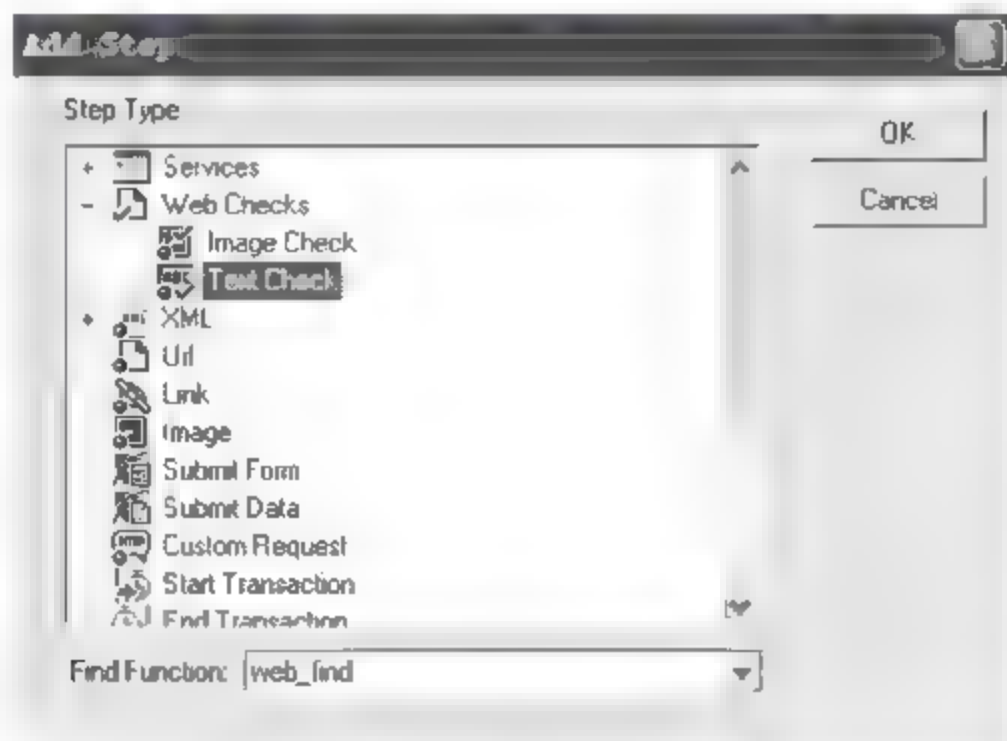 Add Step
Step Type
OK
Services
Web Checks
Cancel
Image Check
Text Check
XML
Url
Link
Image
Submit Form
Submit Data
Custom Request
Start Transaction
End Transaction
Find Function: web_find